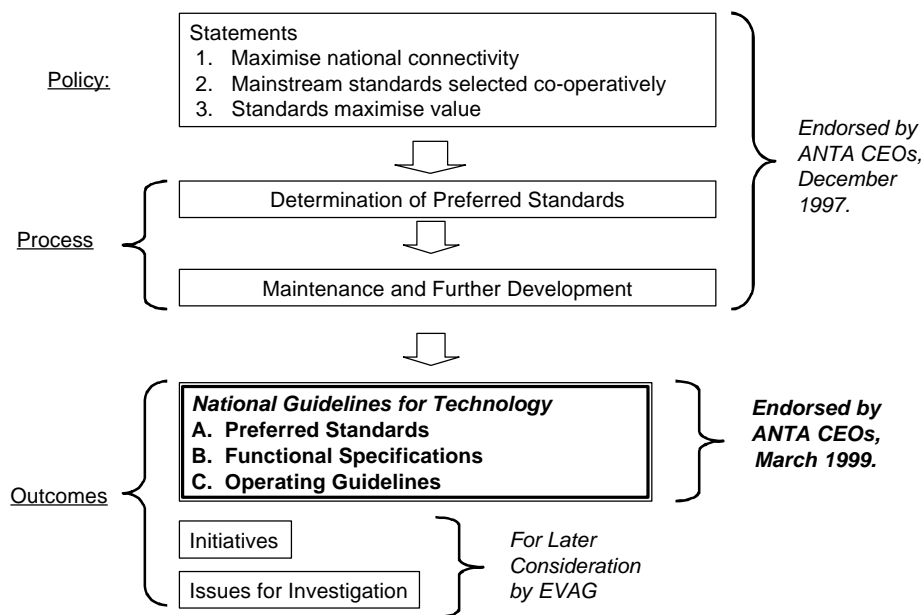 Policy:
Statements
1. Maximise national connectivity
2. Mainstream standards selected co-operatively
3. Standards maximise value
Endorsed by
ANTA CEOs,
December
1997.
Process
Determination of Preferred Standards
Maintenance and Further Development
Outcomes
National Guidelines for Technology
A. Preferred Standards
B. Functional Specifications
C. Operating Guidelines
Endorsed by
ANTA CEOs,
March 1999.
Initiatives
Issues for Investigation
For Later
Consideration
by EVAG